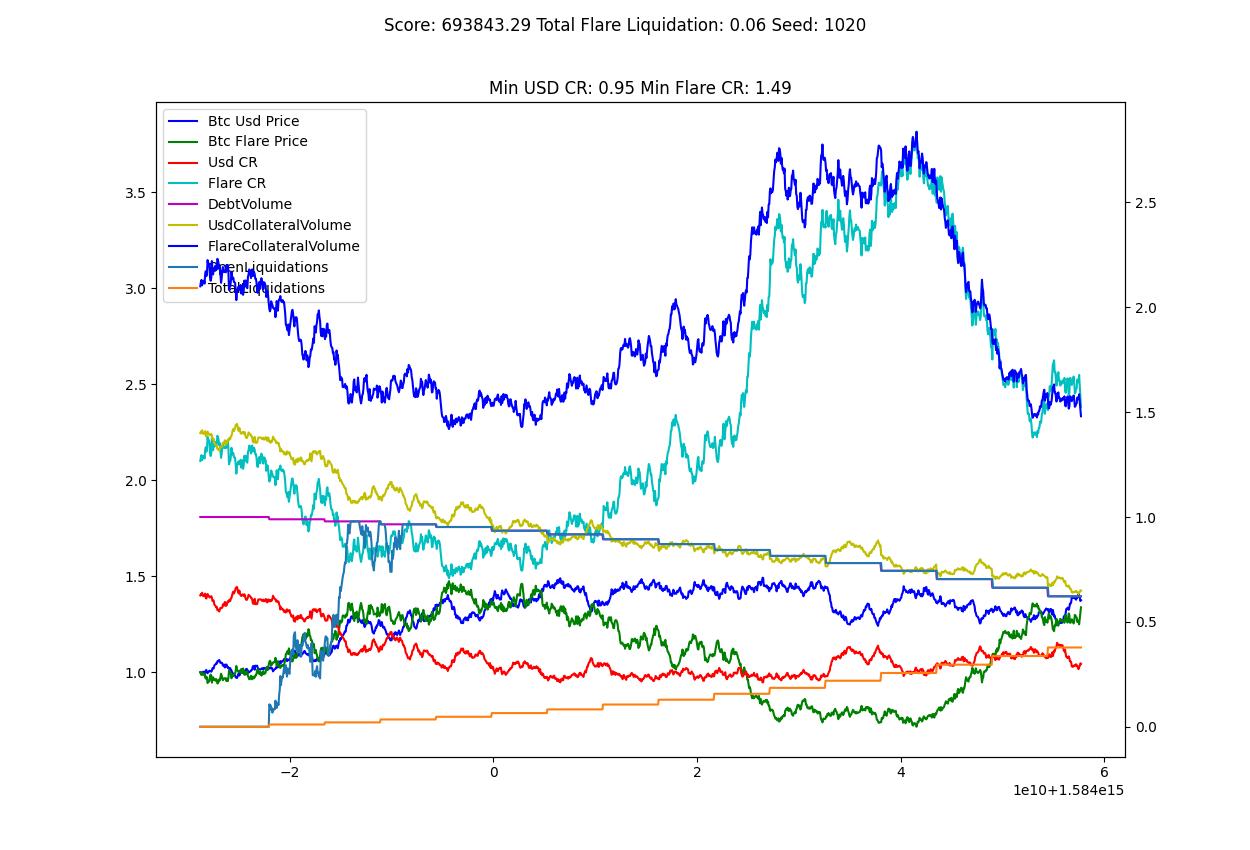 Score: 693843.29 Total Flare Liquidation: 0.06 Seed: 1020
Min USD CR: 0.95 Min Flare CR: 1.49
Btc Usd Price
Btc Flare Price
Usd CR
Flare CR
DebtVolume
UsdCollateralVolume
FlareCollateralVolume
OpenLiquidations
TotalLiquidations
3.5
3.0
2.5
2.0
1.5
1.0
2.5
2.0
1.5
1.0
0.5
0.0
−2 0 2 4 6
1e10+1.584e15